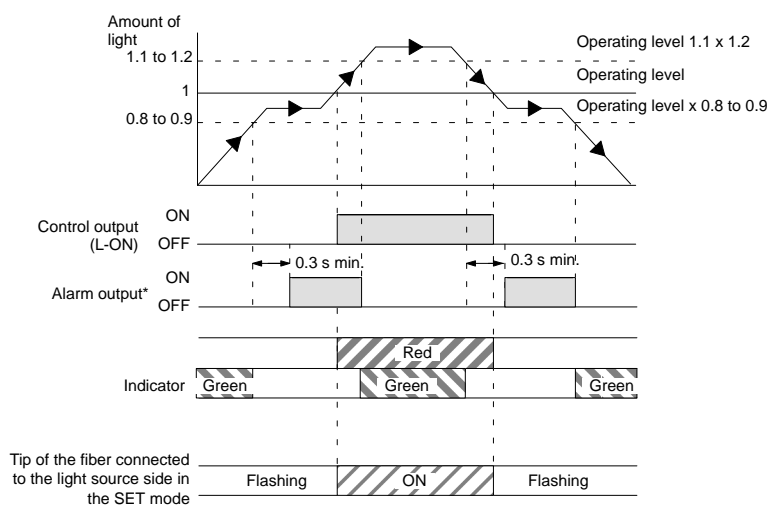 Amount of
light
1.1 to 1.2
1
0.8 to 0.9
Operating level 1.1 x 1.2
Operating level
Operating level x 0.8 to 0.9
Control output
(L-ON)
ON
OFF
0.3 s min.
0.3 s min.
Alarm output*
ON
OFF
Red
Indicator
Green
Green
Green
Tip of the fiber connected
to the light source side in
the SET mode
Flashing
ON
Flashing